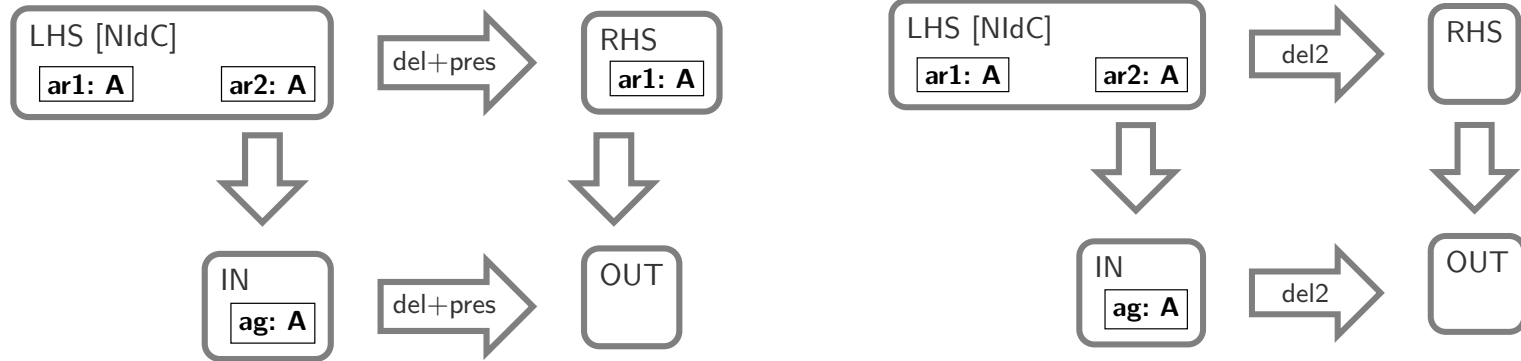 LHS [NIdC]
ar1: A
ar2: A
del+pres
RHS
ar1: A
IN
ag: A
del+pres
OUT
LHS [NIdC]
ar1: A
ar2: A
del2
RHS
IN
ag: A
del2
OUT